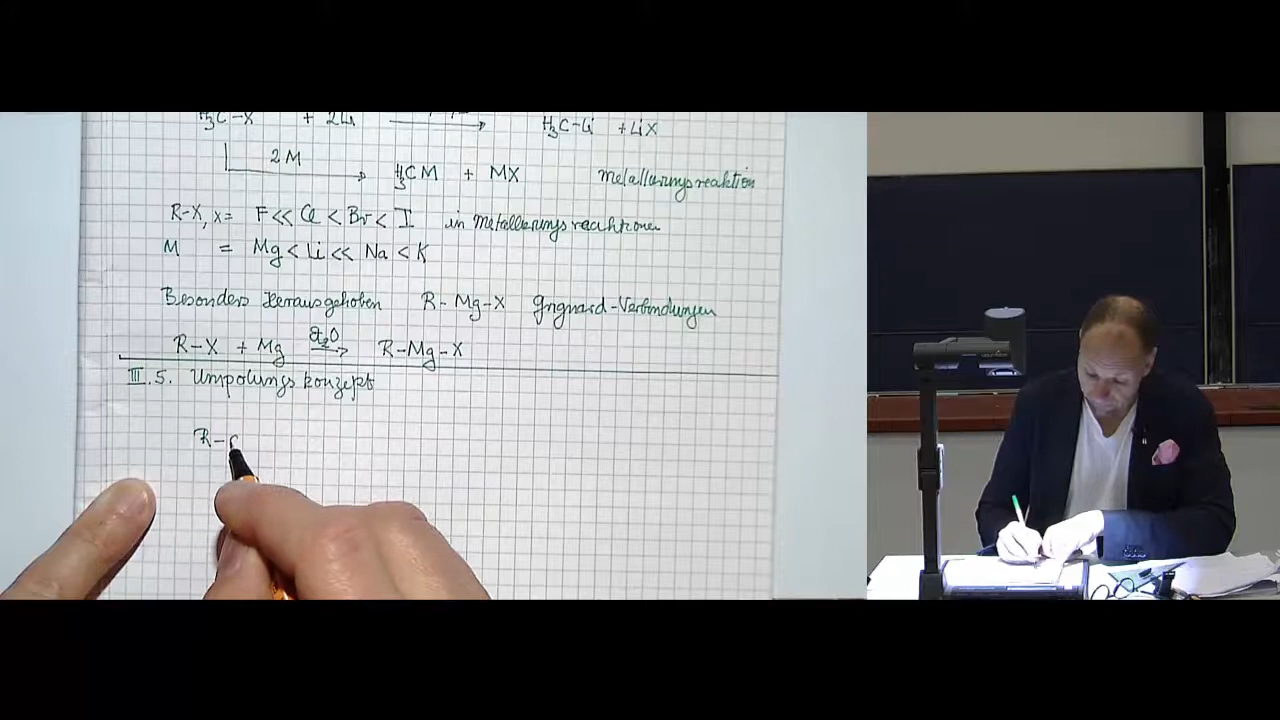 H₃C-X + 2Li → H₃C-Li + LiX
2M → H₃CM + MX Metallierungsreaktion
R-X, X = F << Cl < Br < I in Metallierungsreaktionen
M = Mg < Li << Na < K
Besonders Herausgehoben R-Mg-X Grignard-Verbindungen
R-X + Mg Et₂O → R-Mg-X
III.5. Umpolungskonzept
R-C